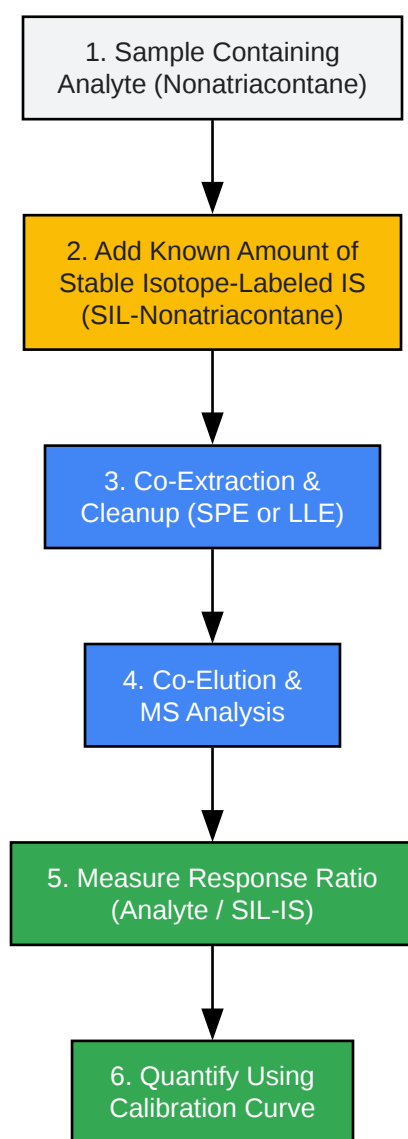 1. Sample Containing
Analyte (Nonatriacontane)
2. Add Known Amount of
Stable Isotope-Labeled IS
(SIL-Nonatriacontane)
3. Co-Extraction &
Cleanup (SPE or LLE)
4. Co-Elution &
MS Analysis
5. Measure Response Ratio
(Analyte / SIL-IS)
6. Quantify Using
Calibration Curve